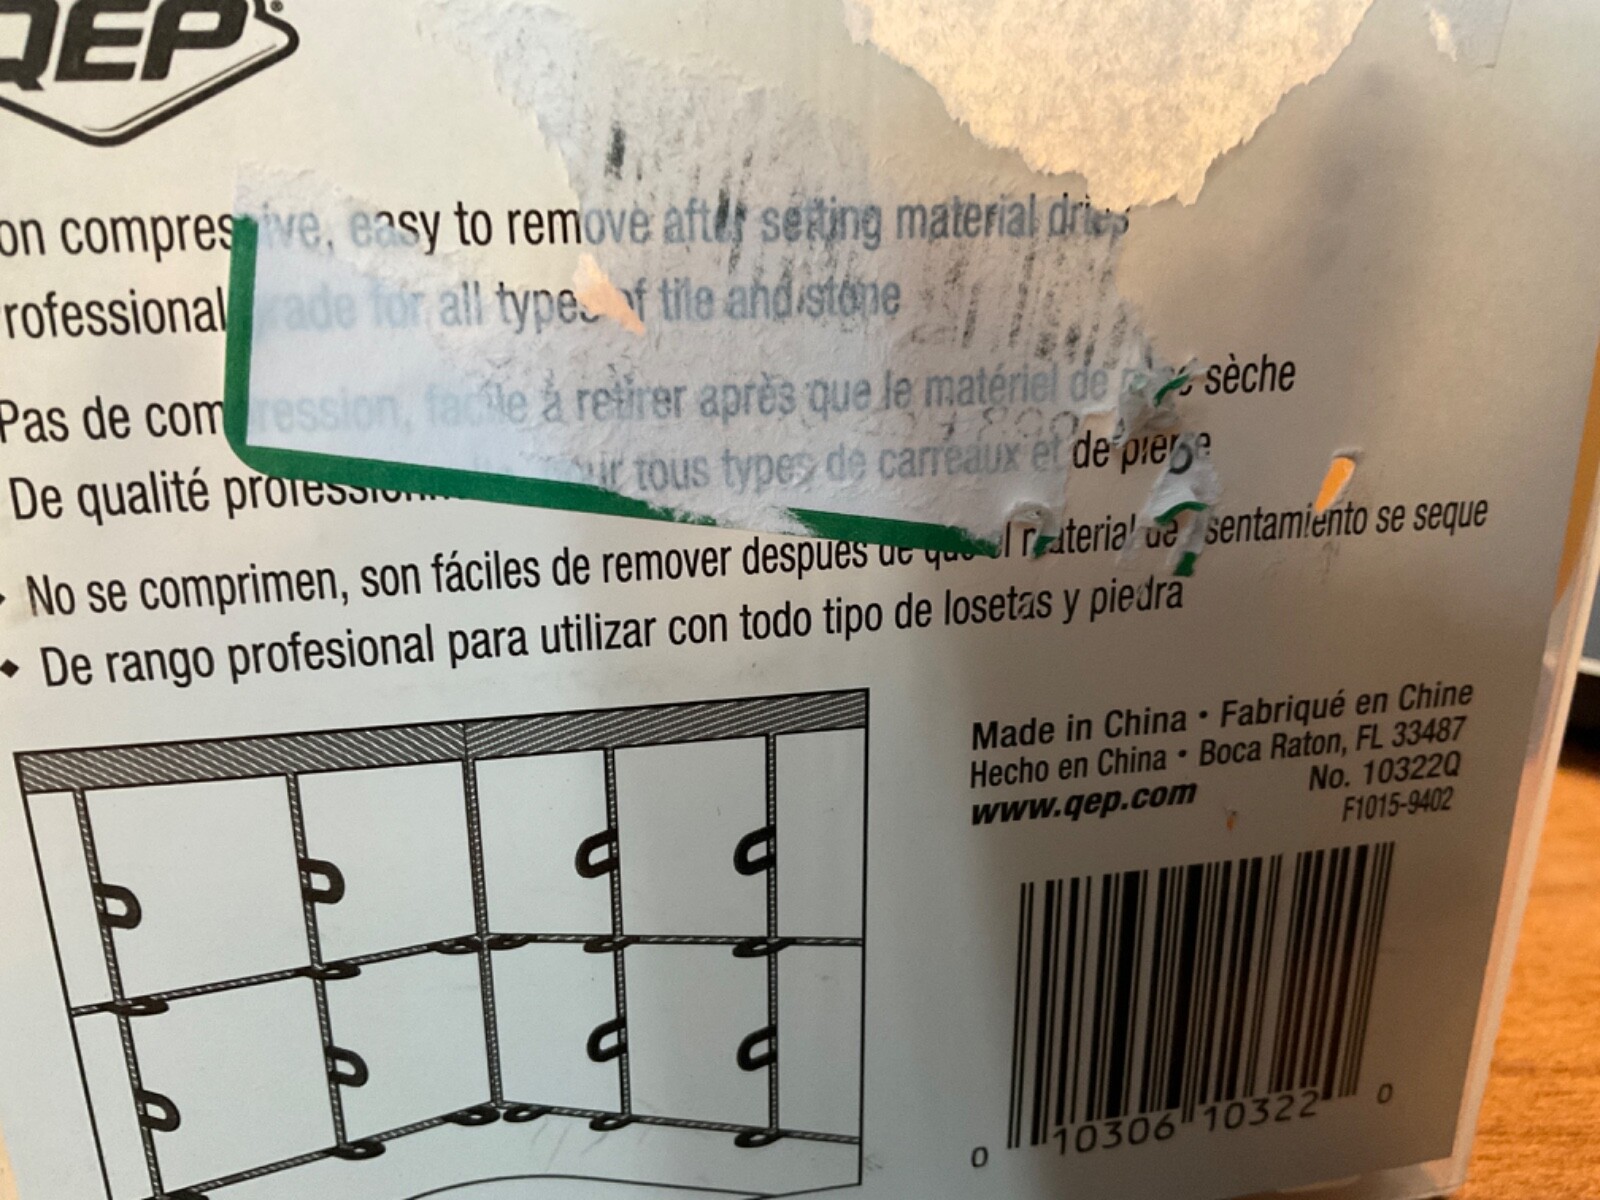 QEP®
on compressive, easy to remove after setting material dries
rofessional grade for all types of tile and stone
Pas de compression, facile à retirer après que le matériel de sèche
De qualité professionn pour tous types de carreaux et de pierre
No se comprimen, son fáciles de remover después de que el material de asentamiento se seque
◆ De rango profesional para utilizar con todo tipo de losetas y piedra
Made in China • Fabriqué en Chine
Hecho en China • Boca Raton, FL 33487
www.qep.com No. 10322Q
F1015-9402
0 10306 10322 0